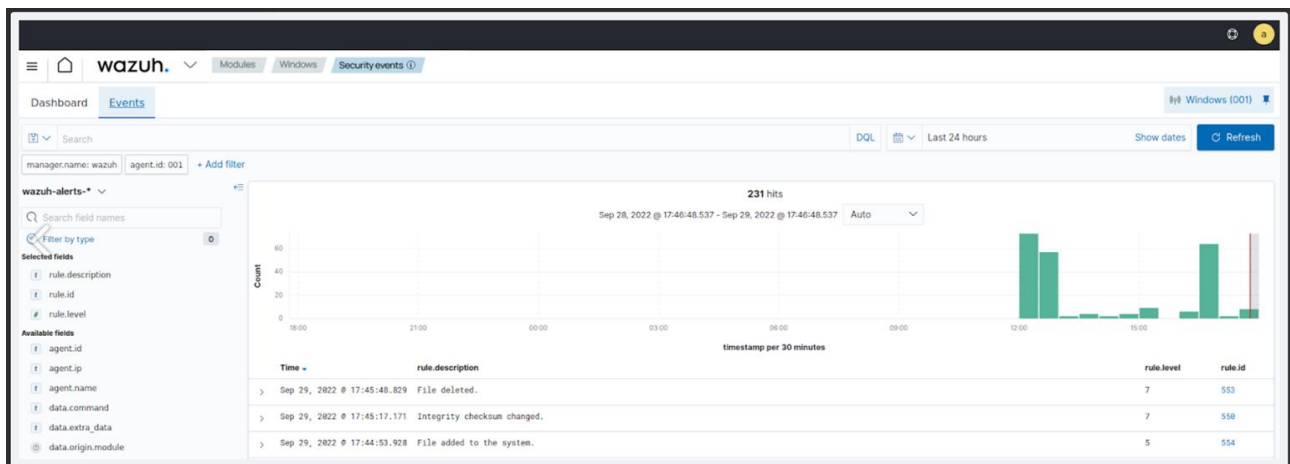 a
wazuh. Modules Windows Security events
Dashboard Events Windows (001)
Search DQL Last 24 hours Show dates Refresh
manager.name: wazuh agent.id: 001 + Add filter
wazuh-alerts-*
Search field names
Filter by type 0
Selected fields
t rule.description
t rule.id
# rule.level
Available fields
t agent.id
t agent.ip
t agent.name
t data.command
t data.extra_data
data.origin.module
231 hits
Sep 28, 2022 @ 17:46:48.537 - Sep 29, 2022 @ 17:46:48.537 Auto
Count
60
40
20
0
18:00 21:00 00:00 03:00 06:00 09:00 12:00 15:00
timestamp per 30 minutes
Time rule.description rule.level rule.id
Sep 29, 2022 @ 17:45:48.829 File deleted. 7 553
Sep 29, 2022 @ 17:45:17.171 Integrity checksum changed. 7 550
Sep 29, 2022 @ 17:44:53.928 File added to the system. 5 554